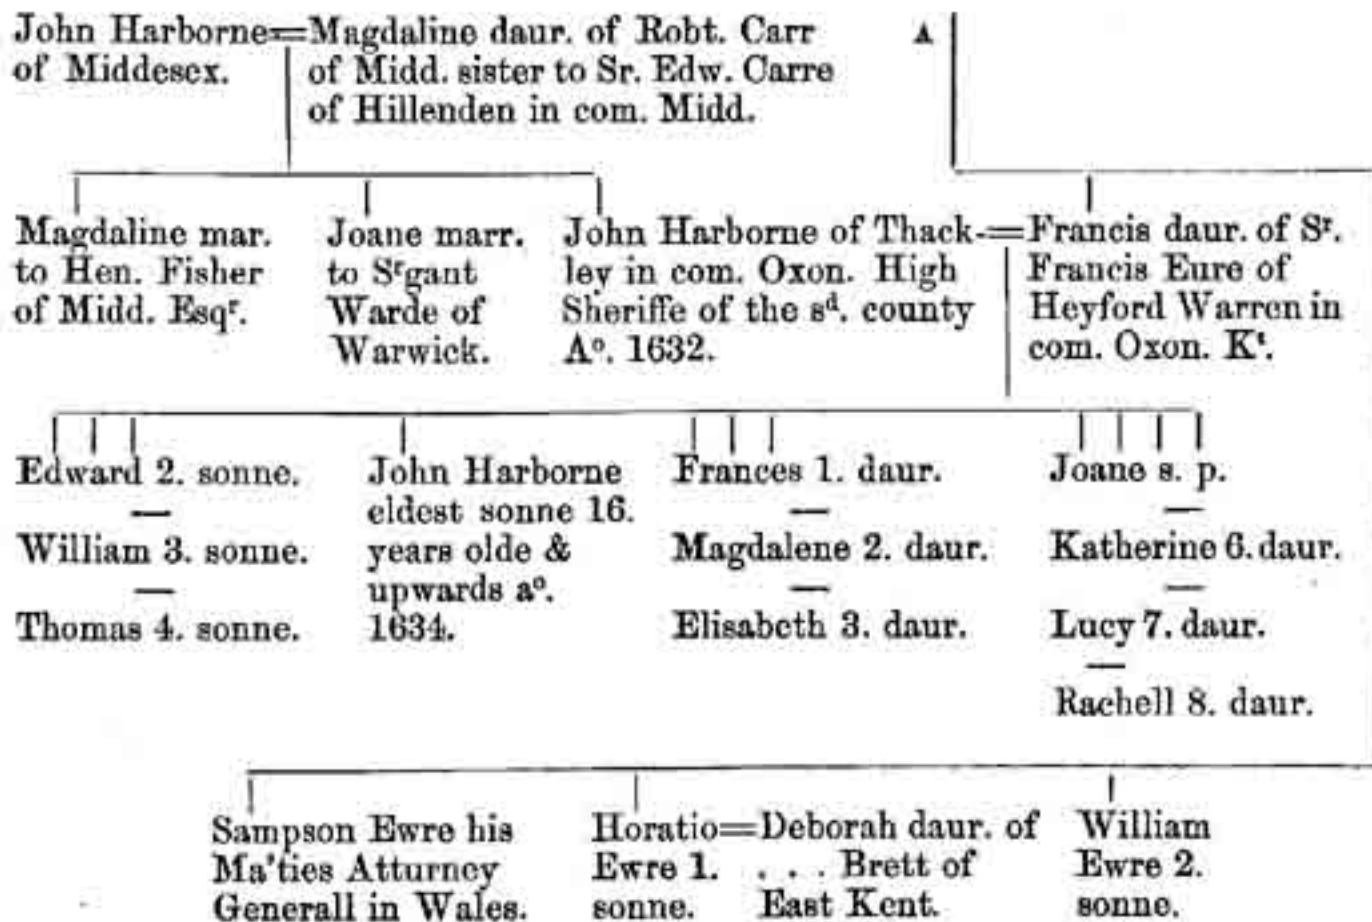 John Harborne=Magdaline daur. of Robt. Carr
of Middesex.
of Midd. sister to Sr. Edw. Carre
of Hillenden in com. Midd.
A
Magdaline mar.
to Hen. Fisher
of Midd. Esqʳ.
Joane marr.
to Sʳgant
Warde of
Warwick.
John Harborne of Thack-=Francis daur. of Sʳ.
ley in com. Oxon. High
Sheriffe of the sᵈ. county
Aᵒ. 1632.
Francis Eure of
Heyford Warren in
com. Oxon. Kᵗ.
Edward 2. sonne.
—
William 3. sonne.
—
Thomas 4. sonne.
John Harborne
eldest sonne 16.
years olde &
upwards aᵒ.
1634.
Frances 1. daur.
—
Magdalene 2. daur.
—
Elisabeth 3. daur.
Joane s. p.
—
Katherine 6. daur.
—
Lucy 7. daur.
—
Rachell 8. daur.
Sampson Ewre his
Ma'ties Atturney
Generall in Wales.
Horatio=Deborah daur. of
Ewre 1.
sonne.
. . . Brett of
East Kent.
William
Ewre 2.
sonne.